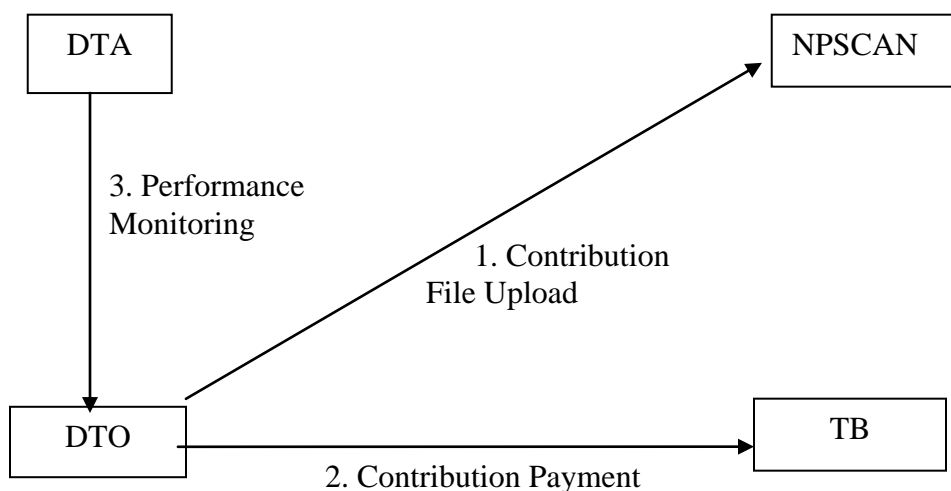 DTA
NPSCAN
3. Performance
Monitoring
1. Contribution
File Upload
DTO
TB
2. Contribution Payment